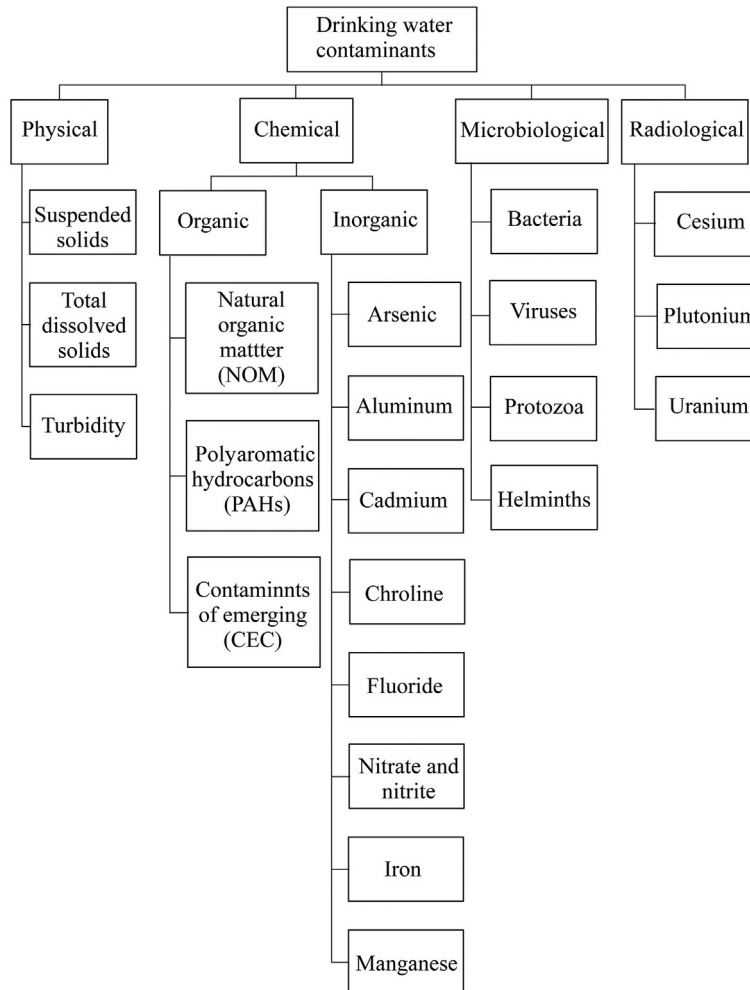 Drinking water
contaminants
Physical
Chemical
Microbiological
Radiological
Suspended
solids
Total
dissolved
solids
Turbidity
Organic
Natural
organic
mattter
(NOM)
Polyaromatic
hydrocarbons
(PAHs)
Contaminnts
of emerging
(CEC)
Inorganic
Arsenic
Aluminum
Cadmium
Chroline
Fluoride
Nitrate and
nitrite
Iron
Manganese
Bacteria
Viruses
Protozoa
Helminths
Cesium
Plutonium
Uranium